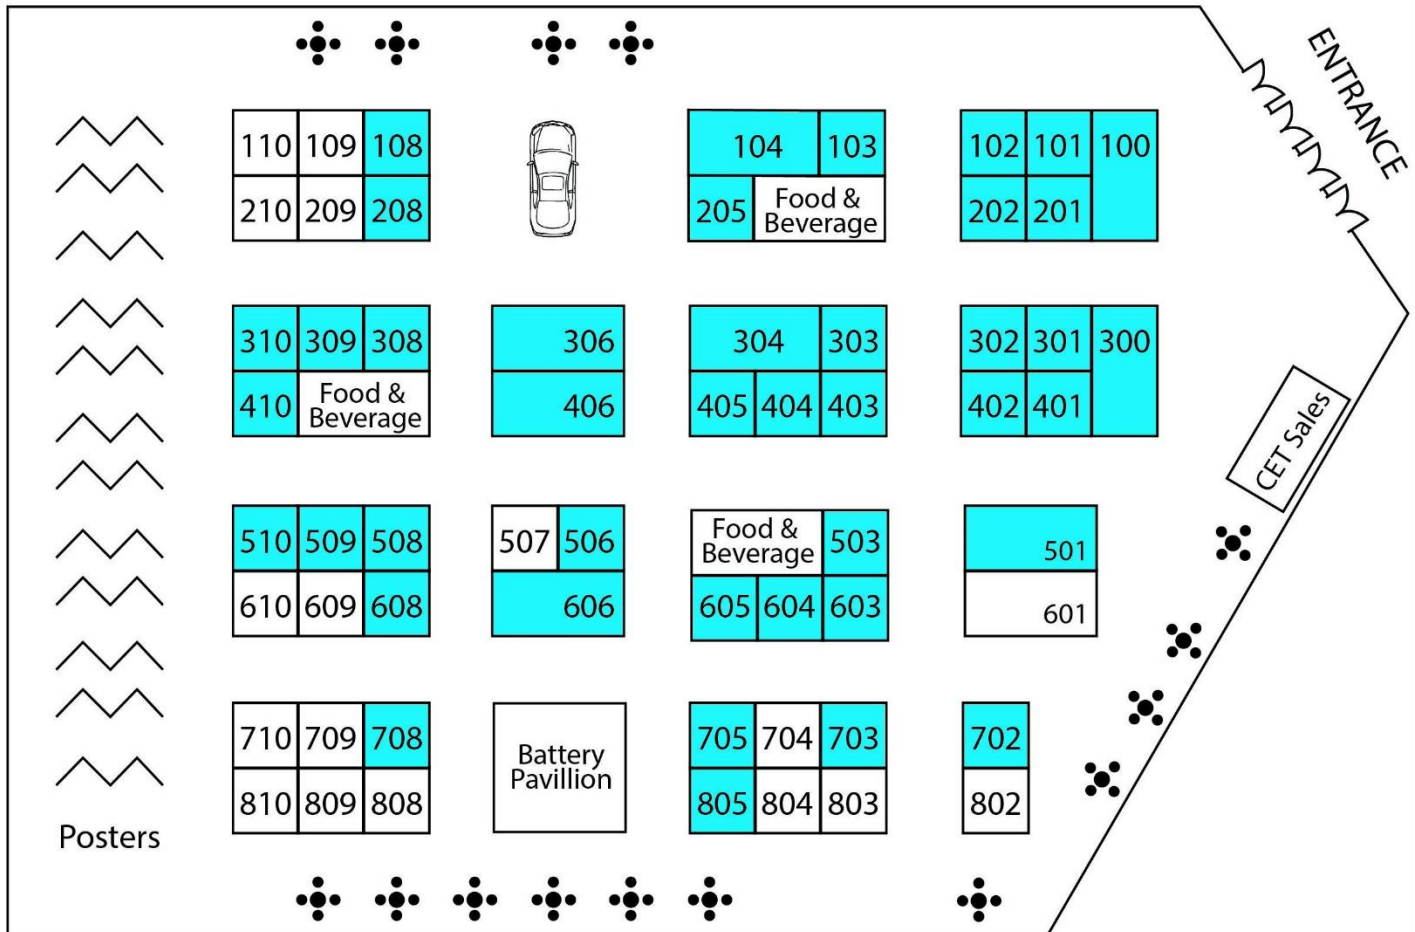 ENTRANCE
110 109 108
104 103
102 101 100
210 209 208
205 Food &
Beverage
202 201
310 309 308
306
304 303
302 301 300
410 Food &
Beverage
406
405 404 403
402 401
CET Sales
510 509 508
507 506
Food &
Beverage 503
501
610 609 608
606
605 604 603
601
710 709 708
Battery
Pavillion
705 704 703
702
810 809 808
805 804 803
802
Posters